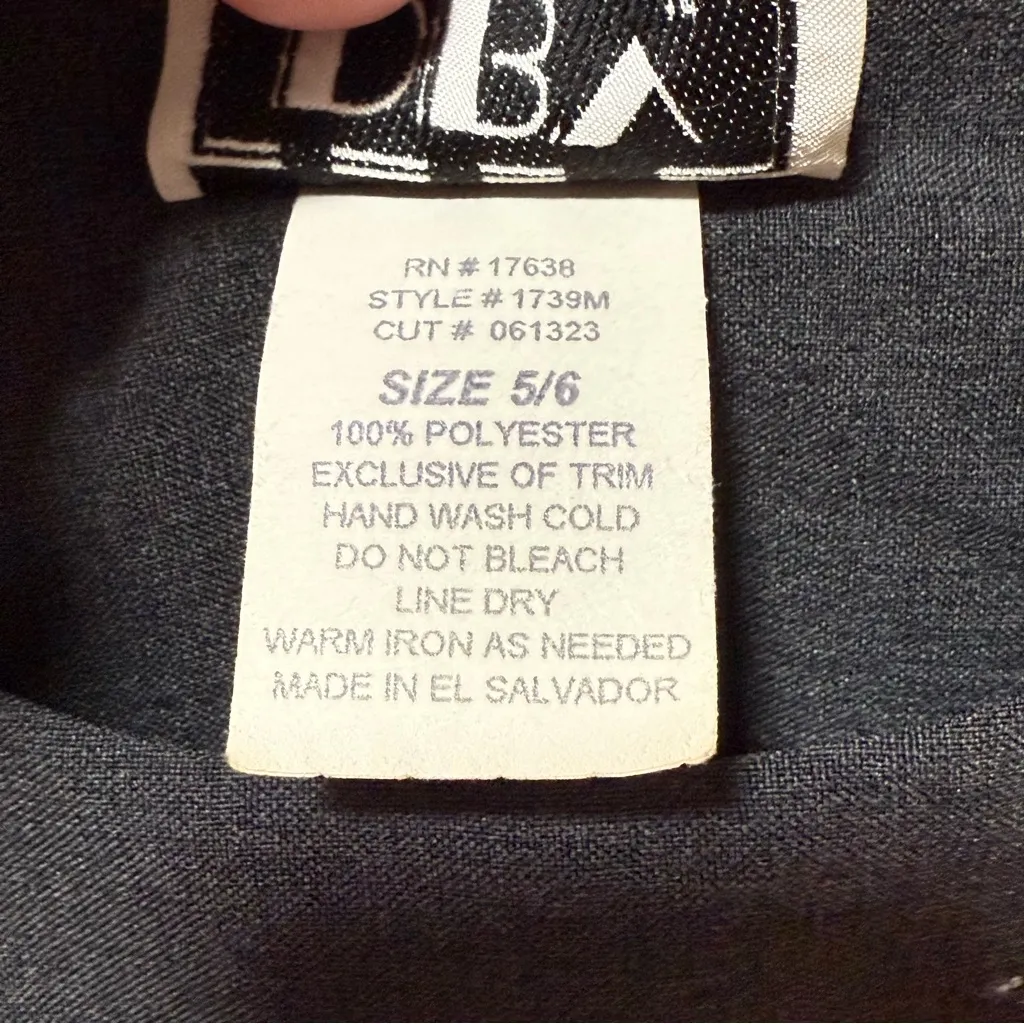 DBX
RN # 17638
STYLE # 1739M
CUT # 061323
SIZE 5/6
100% POLYESTER
EXCLUSIVE OF TRIM
HAND WASH COLD
DO NOT BLEACH
LINE DRY
WARM IRON AS NEEDED
MADE IN EL SALVADOR